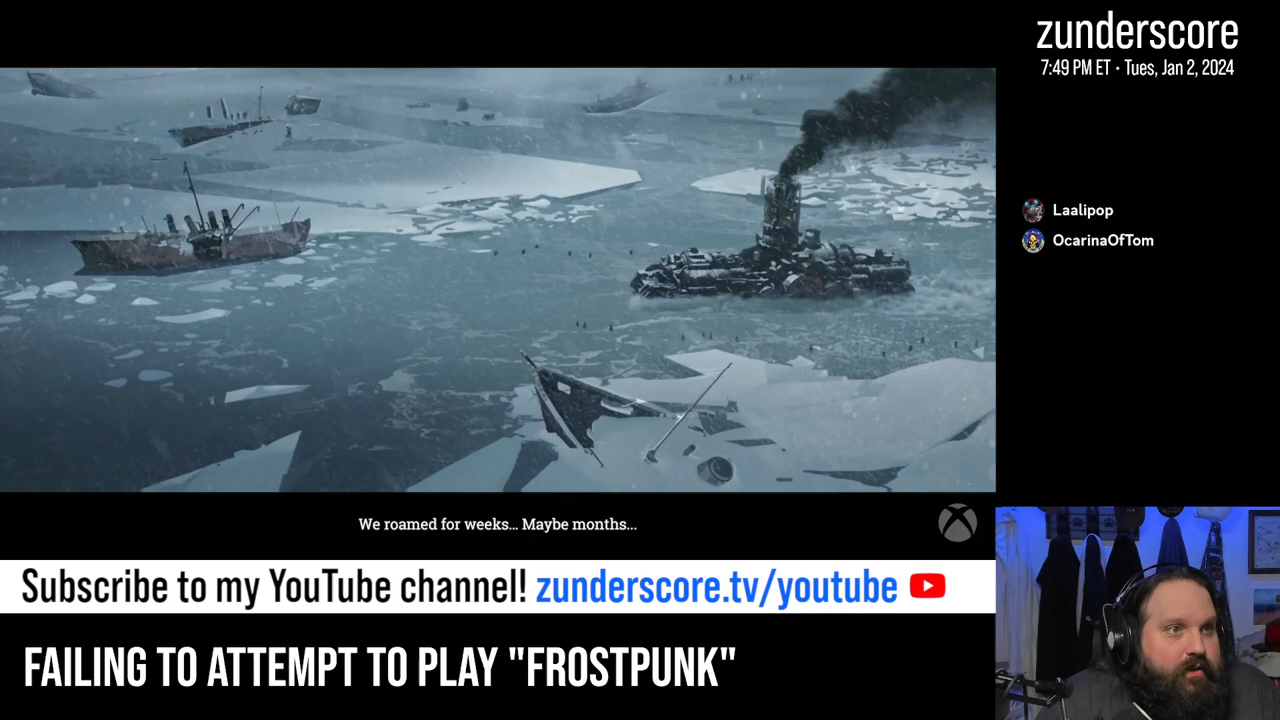 zunderscore
7:49 PM ET • Tues, Jan 2, 2024
Laalipop
OcarinaOfTom
We roamed for weeks... Maybe months...
Subscribe to my YouTube channel! zunderscore.tv/youtube
FAILING TO ATTEMPT TO PLAY "FROSTPUNK"